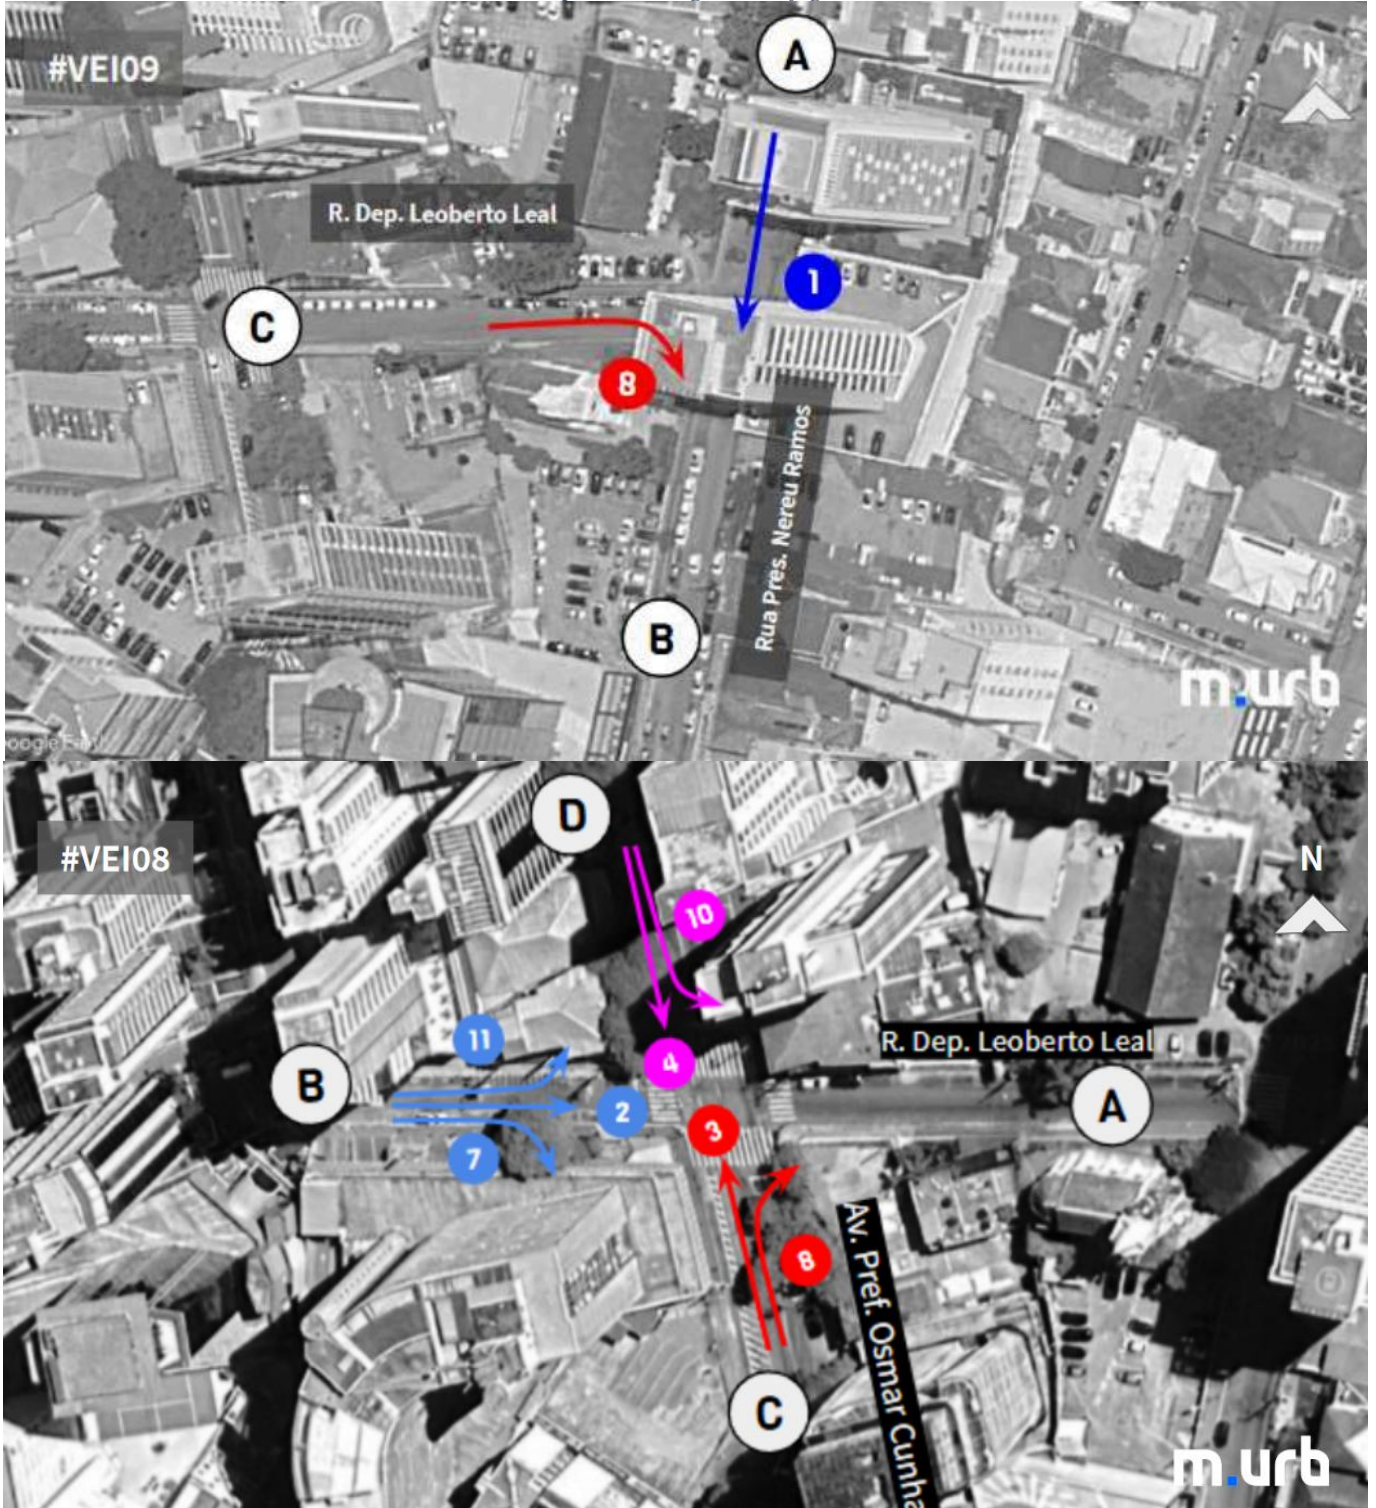 #VEI09
A
N
R. Dep. Leoberto Leal
1
C
8
Rua Pres. Nereu Ramos
B
m.urb
#VEI08
D
N
10
11
R. Dep. Leoberto Leal
4
B
2
A
3
7
8
Av. Pref. Osmar Cunha
C
m.urb